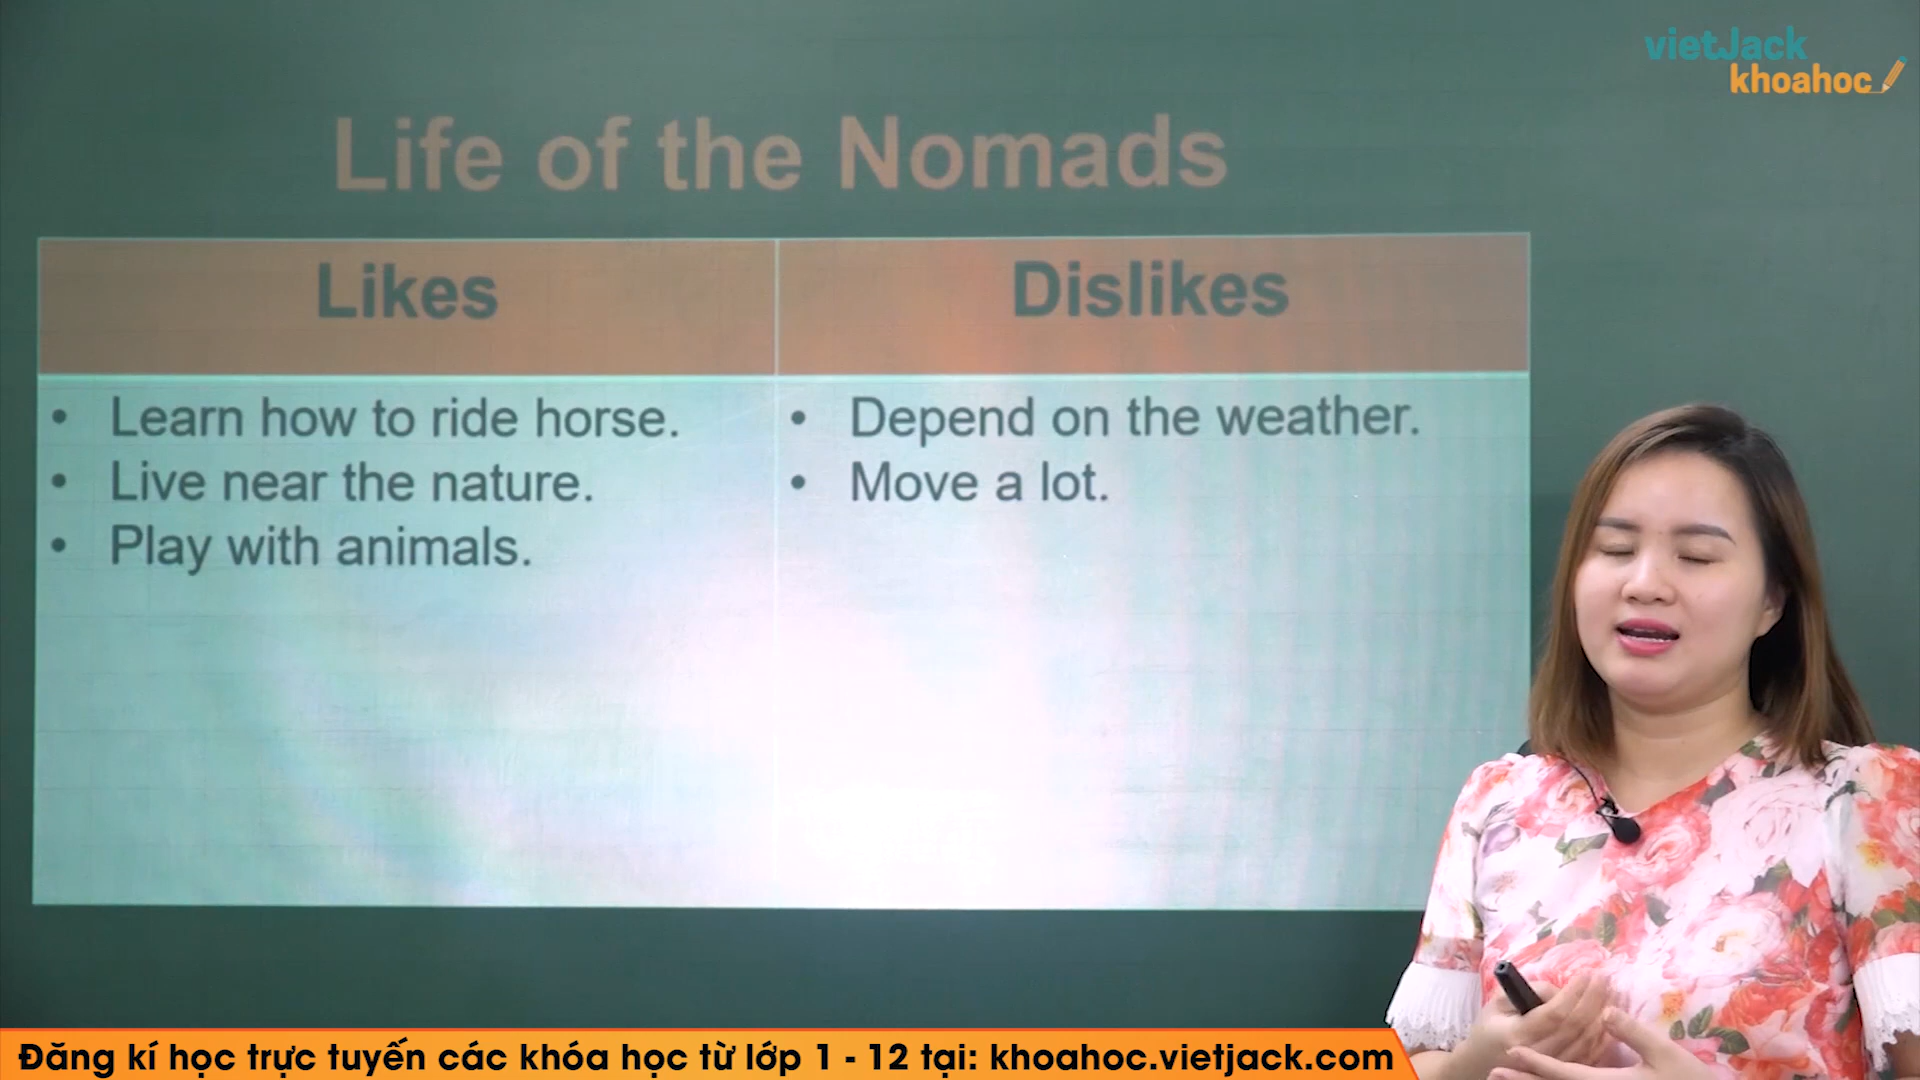 vietJack
khoahoc
Life of the Nomads
Likes
Dislikes
• Learn how to ride horse.
• Live near the nature.
• Play with animals.
• Depend on the weather.
• Move a lot.
Đăng kí học trực tuyến các khóa học từ lớp 1 - 12 tại: khoahoc.vietjack.com